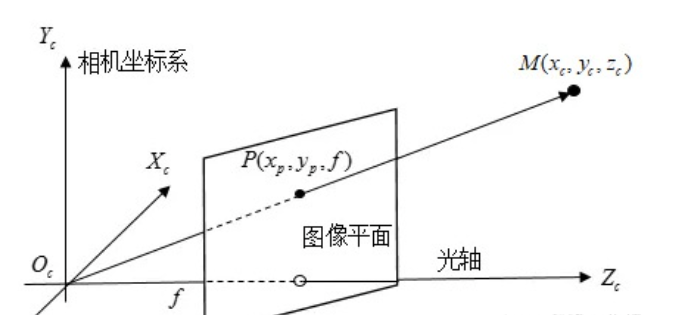 Y_c
相机坐标系
M(x_c, y_c, z_c)
X_c
P(x_p, y_p, f)
图像平面
O_c
光轴
f
Z_c